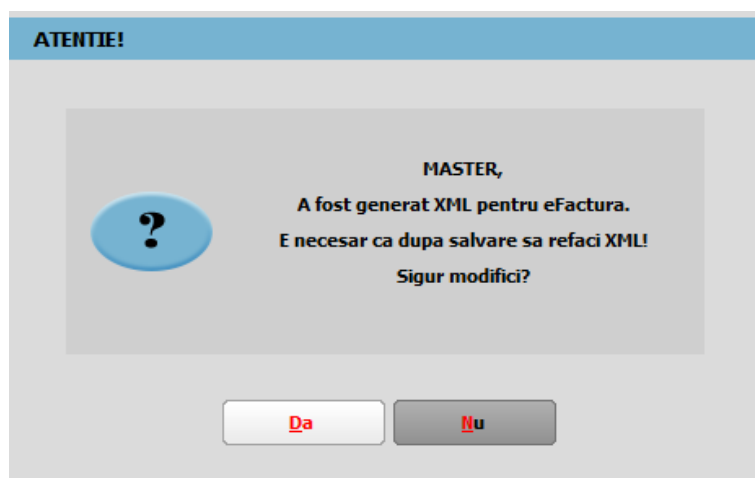 ATENTIE!
?
MASTER,
A fost generat XML pentru eFactura.
E necesar ca dupa salvare sa refaci XML!
Sigur modifici?
Da
Nu